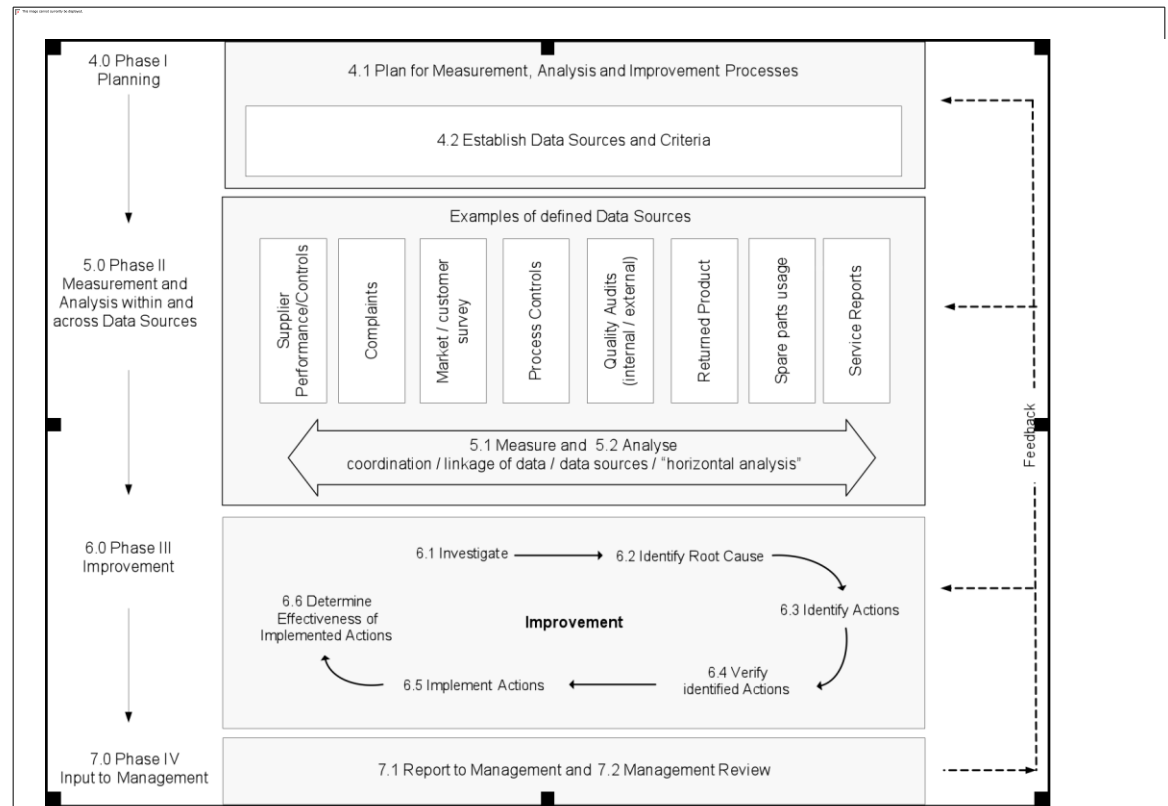 This image cannot currently be displayed.
4.0 Phase I
Planning
4.1 Plan for Measurement, Analysis and Improvement Processes
4.2 Establish Data Sources and Criteria
5.0 Phase II
Measurement and
Analysis within and
across Data Sources
Examples of defined Data Sources
Supplier
Performance/Controls
Complaints
Market / customer
survey
Process Controls
Quality Audits
(internal / external)
Returned Product
Spare parts usage
Service Reports
5.1 Measure and 5.2 Analyse
coordination / linkage of data / data sources / “horizontal analysis”
Feedback
6.0 Phase III
Improvement
6.1 Investigate
6.2 Identify Root Cause
6.3 Identify Actions
6.4 Verify
identified Actions
6.5 Implement Actions
6.6 Determine
Effectiveness of
Implemented Actions
Improvement
7.0 Phase IV
Input to Management
7.1 Report to Management and 7.2 Management Review